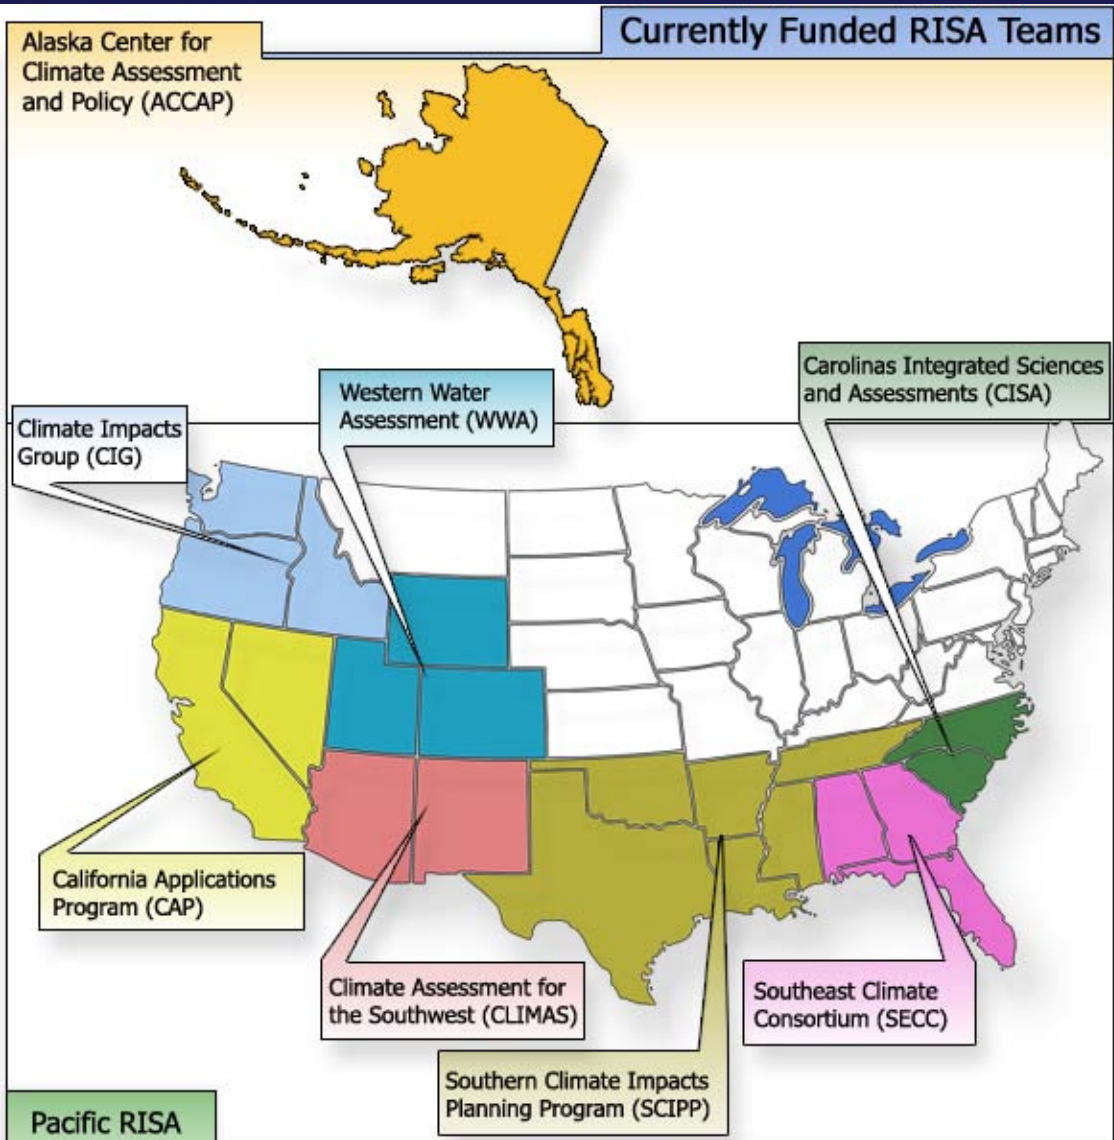 Currently Funded RISA Teams
Alaska Center for
Climate Assessment
and Policy (ACCAP)
Carolinas Integrated Sciences
and Assessments (CISA)
Western Water
Assessment (WWA)
Climate Impacts
Group (CIG)
California Applications
Program (CAP)
Climate Assessment for
the Southwest (CLIMAS)
Southeast Climate
Consortium (SECC)
Southern Climate Impacts
Planning Program (SCIPP)
Pacific RISA